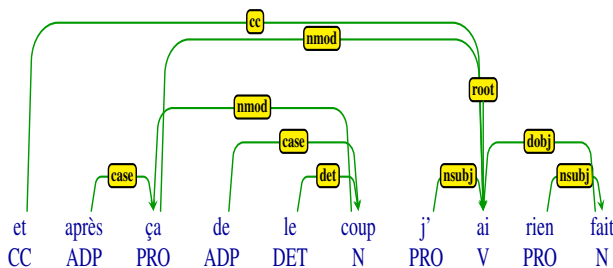 cc
nmod
root
nmod
case
dobj
case
det
nsubj
nsubj
et après ça de le coup j' ai rien fait
CC ADP PRO ADP DET N PRO V PRO N